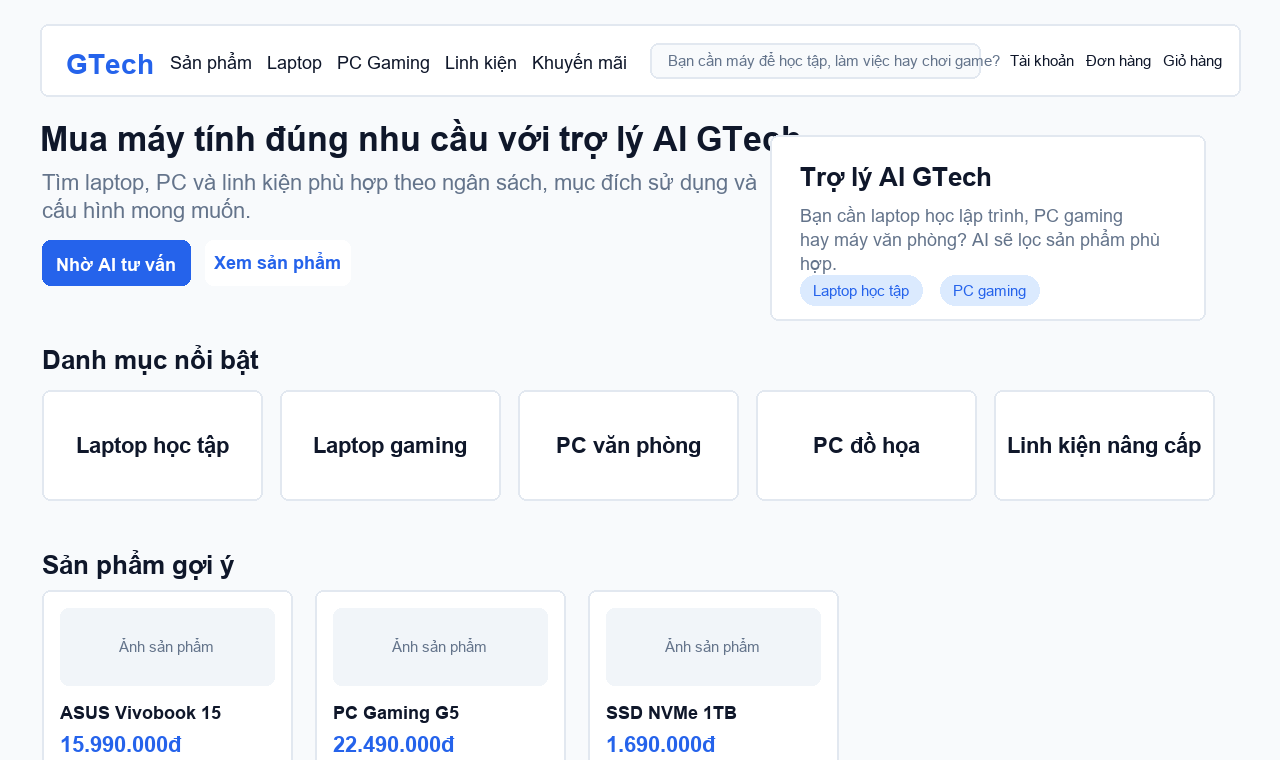 GTech
Sản phẩm
Laptop
PC Gaming
Linh kiện
Khuyến mãi
Bạn cần máy để học tập, làm việc hay chơi game?
Tài khoản
Đơn hàng
Giỏ hàng
Mua máy tính đúng nhu cầu với trợ lý AI GTech
Tìm laptop, PC và linh kiện phù hợp theo ngân sách, mục đích sử dụng và
cấu hình mong muốn.
Nhờ AI tư vấn
Xem sản phẩm
Trợ lý AI GTech
Bạn cần laptop học lập trình, PC gaming
hay máy văn phòng? AI sẽ lọc sản phẩm phù
hợp.
Laptop học tập
PC gaming
Danh mục nổi bật
Laptop học tập
Laptop gaming
PC văn phòng
PC đồ họa
Linh kiện nâng cấp
Sản phẩm gợi ý
Ảnh sản phẩm
Ảnh sản phẩm
Ảnh sản phẩm
ASUS Vivobook 15
PC Gaming G5
SSD NVMe 1TB
15.990.000đ
22.490.000đ
1.690.000đ